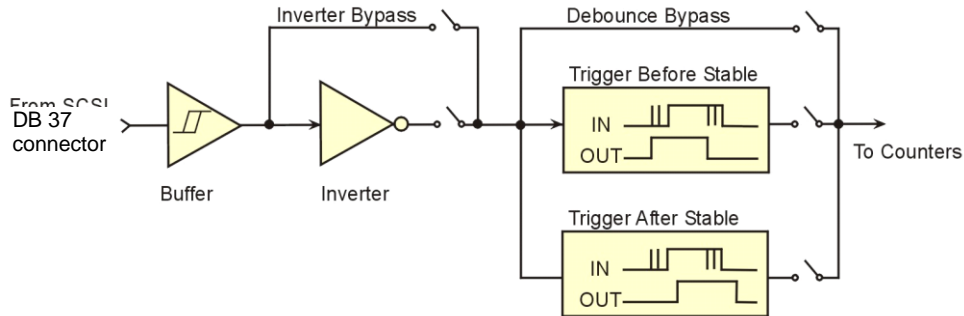 Inverter Bypass
Debounce Bypass
Trigger Before Stable
From SCSI
DB 37
connector
IN
OUT
To Counters
Buffer
Inverter
Trigger After Stable
IN
OUT